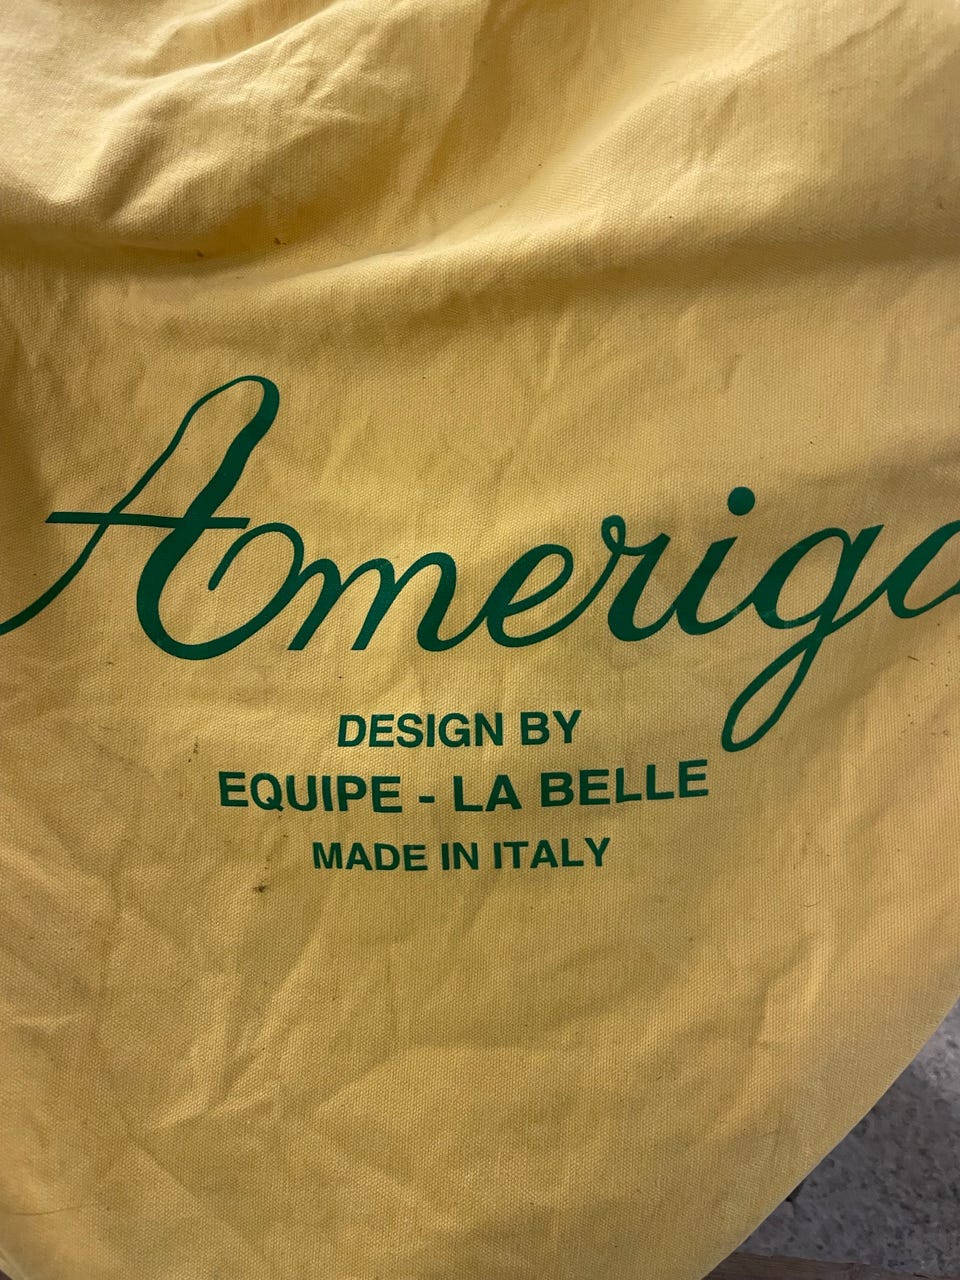 Amerigo
DESIGN BY
EQUIPE - LA BELLE
MADE IN ITALY